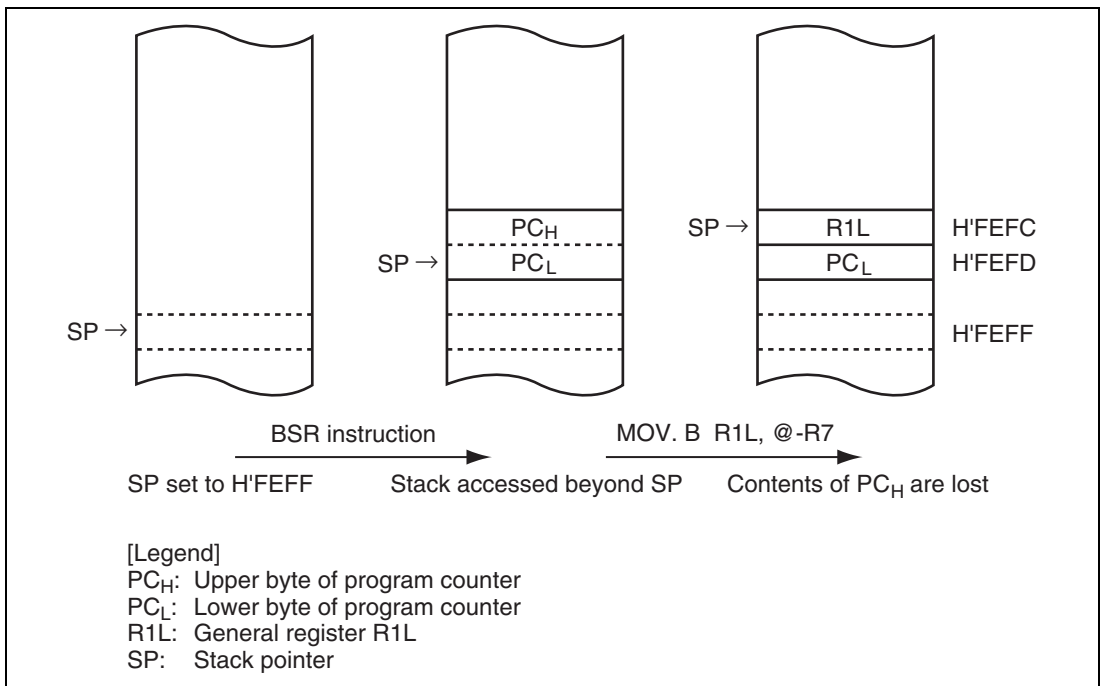 PCH
SP → R1L H'FEFC
SP → PCL PCL H'FEFD
SP → H'FEFF
BSR instruction MOV. B R1L, @-R7
SP set to H'FEFF Stack accessed beyond SP Contents of PCH are lost
[Legend]
PCH: Upper byte of program counter
PCL: Lower byte of program counter
R1L: General register R1L
SP: Stack pointer